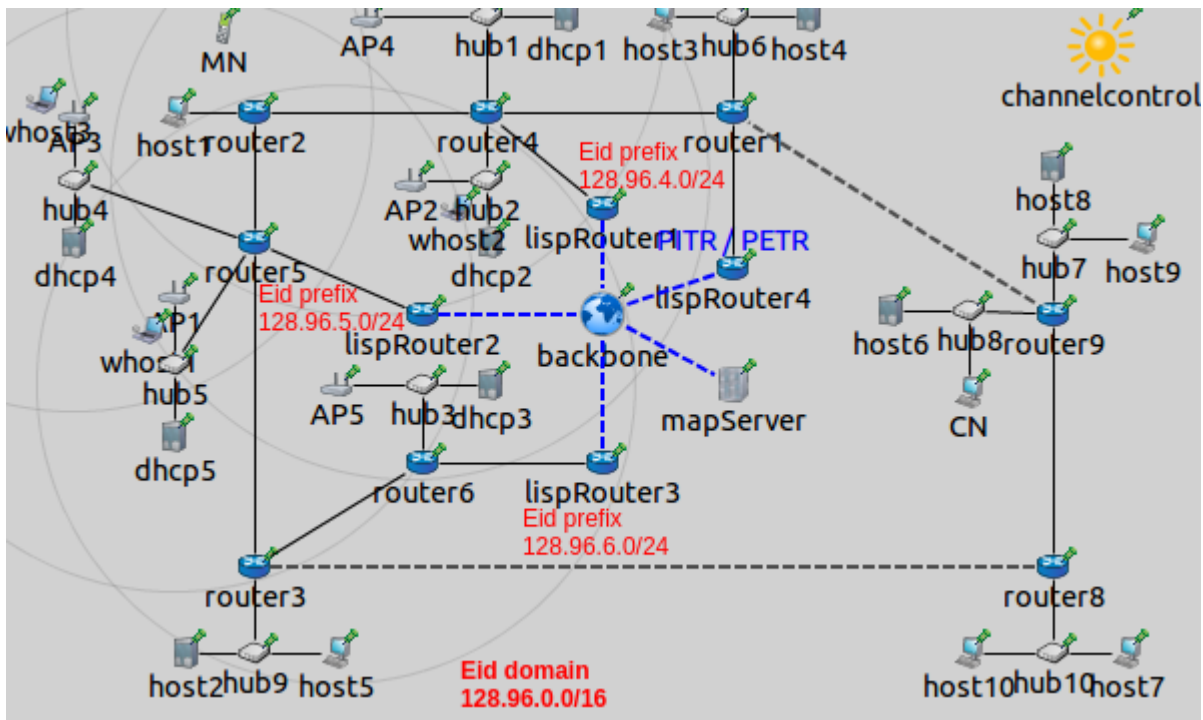 AP4
hub1
dhcp1
host3
hub6
host4
MN
channelcontrol
whost3
AP3
host1
router2
router4
router1
Eid prefix
128.96.4.0/24
hub4
AP2
hub2
whost2
lispRouter1
PITR / PETR
host8
dhcp4
router5
dhcp2
hub7
host9
Eid prefix
128.96.5.0/24
lispRouter4
AP1
whost1
lispRouter2
backbone
host6
hub8
router9
hub5
AP5
hub3
dhcp3
mapServer
CN
dhcp5
router6
lispRouter3
Eid prefix
128.96.6.0/24
router3
router8
host2
hub9
host5
Eid domain
128.96.0.0/16
host10
hub10
host7